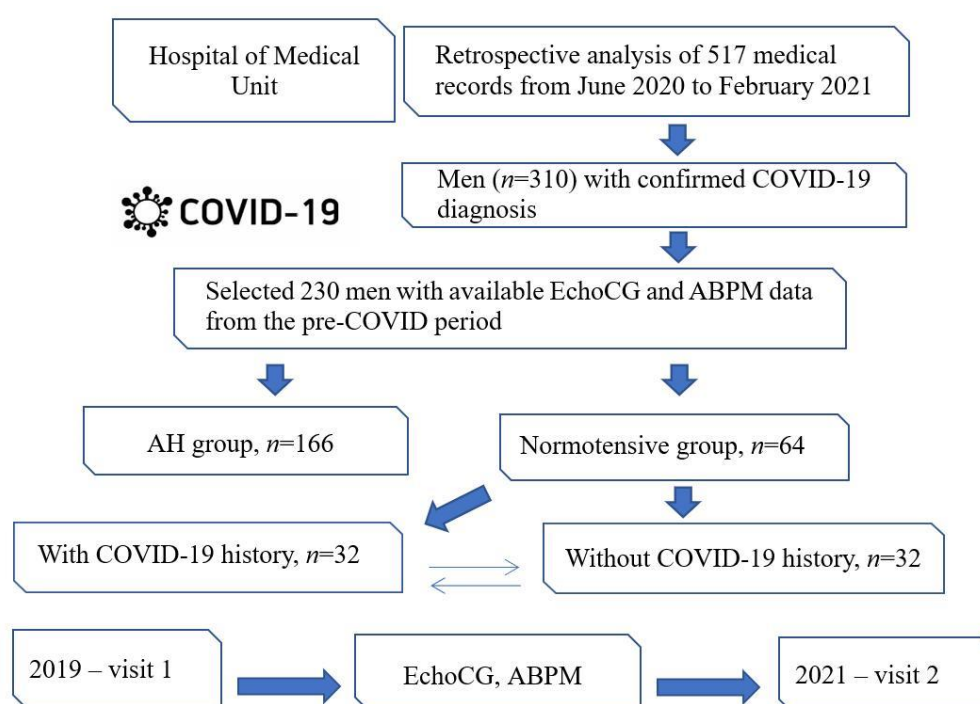 Hospital of Medical
Unit
Retrospective analysis of 517 medical
records from June 2020 to February 2021
Men (n=310) with confirmed COVID-19
diagnosis
COVID-19
Selected 230 men with available EchoCG and ABPM data
from the pre-COVID period
AH group, n=166
Normotensive group, n=64
With COVID-19 history, n=32
Without COVID-19 history, n=32
2019 – visit 1
EchoCG, ABPM
2021 – visit 2